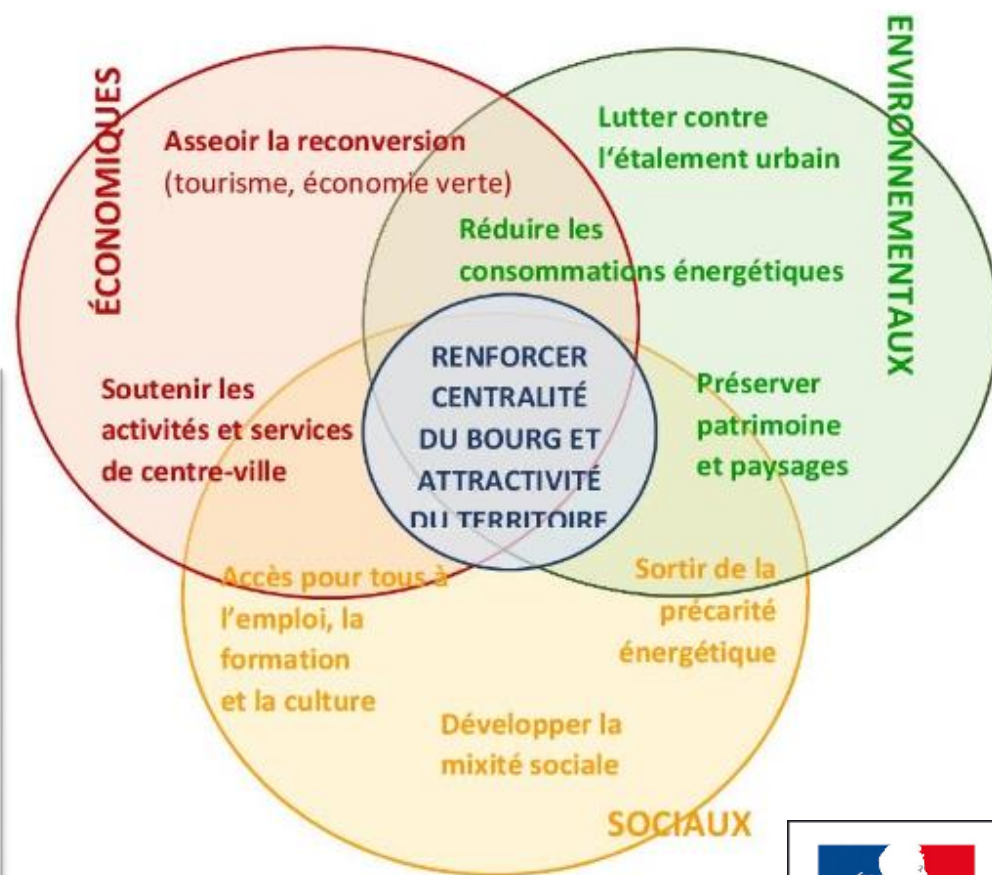 ÉCONOMIQUES
Asseoir la reconversion
(tourisme, économie verte)
Soutenir les
activités et services
de centre-ville
ENVIRONNEMENTAUX
Lutter contre
l‘étalement urbain
Réduire les
consommations énergétiques
Préserver
patrimoine
et paysages
RENFORCER
CENTRALITÉ
DU BOURG ET
ATTRACTIVITÉ
DU TERRITOIRE
Accès pour tous à
l’emploi, la
formation
et la culture
Sortir de la
précarité
énergétique
Développer la
mixité sociale
SOCIAUX